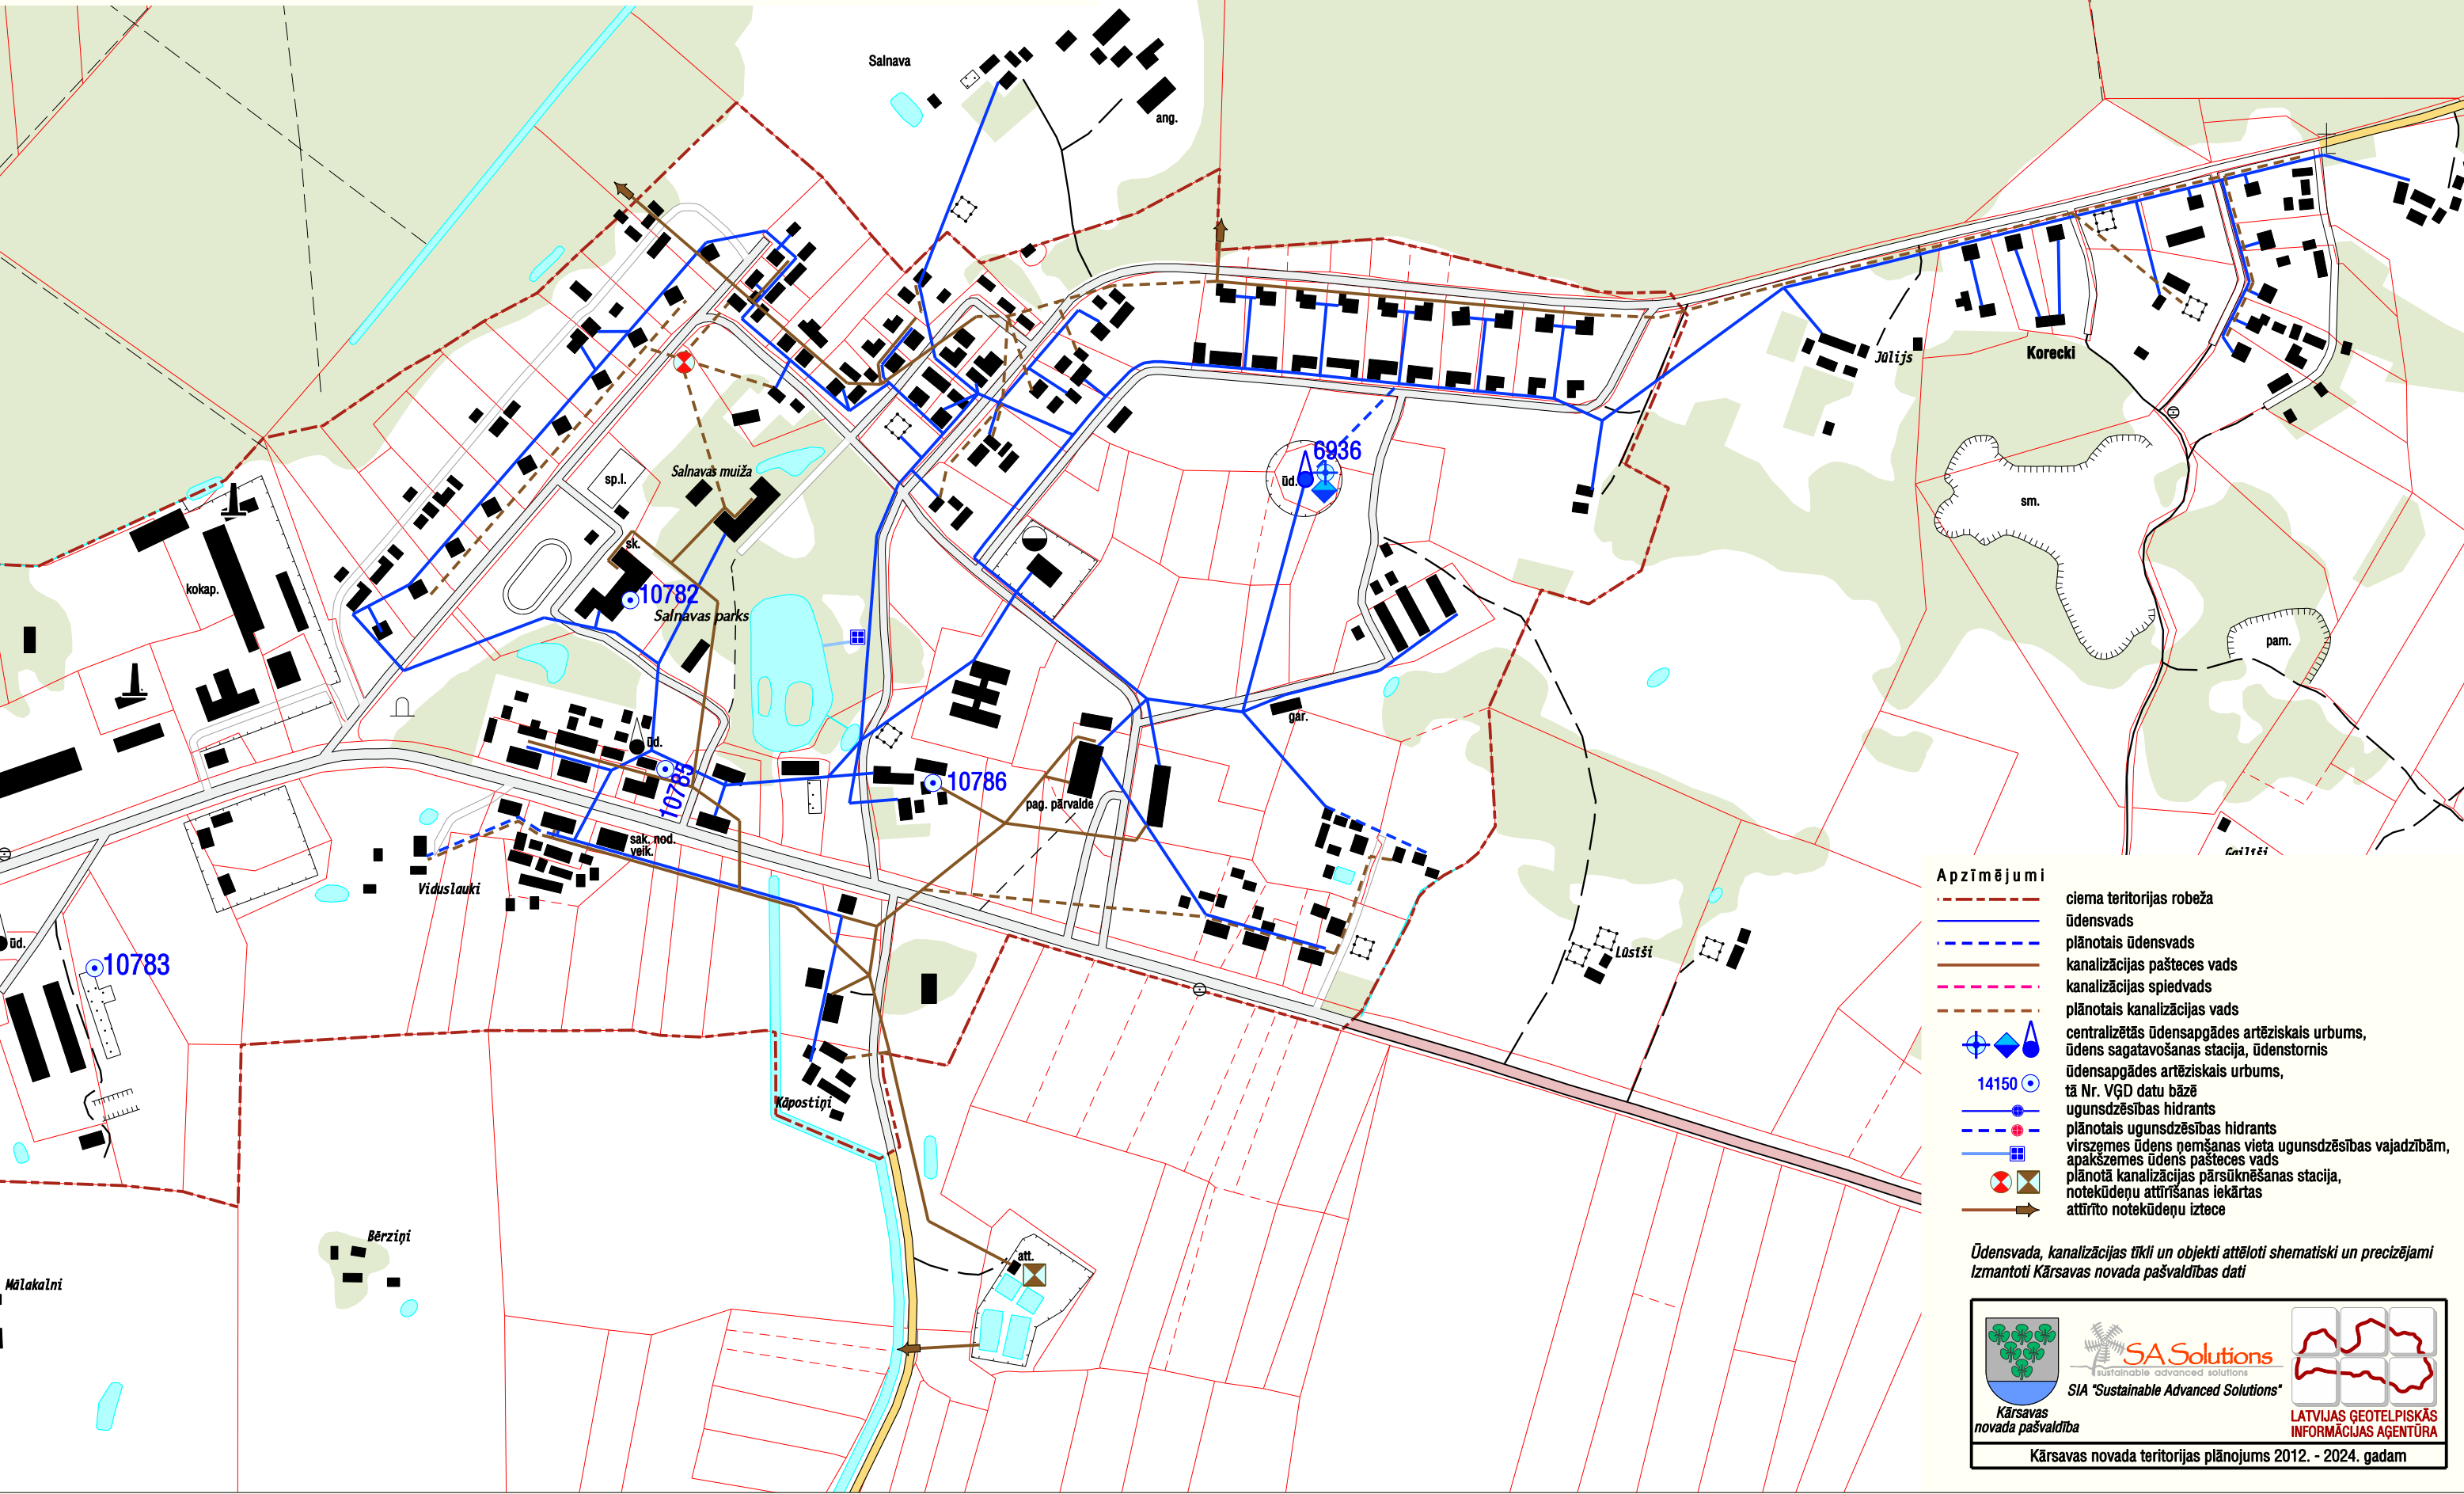 Salnava
ang.
Jūlijs
Korecki
6936
ūd.
Salnavas muiža
sp.l.
sk.
sm.
kokap.
10782
Salnavas parks
pam.
gar.
ūd.
10785
10786
pag. pārvalde
sak. nod.
veik.
Viduslauki
Gailīši
ūd.
10783
Lūsīši
Kāpostiņi
Bērziņi
att.
Mālakalni
Apzīmējumi
ciema teritorijas robeža
ūdensvads
plānotais ūdensvads
kanalizācijas pašteces vads
kanalizācijas spiedvads
plānotais kanalizācijas vads
centralizētās ūdensapgādes artēziskais urbums,
ūdens sagatavošanas stacija, ūdenstornis
ūdensapgādes artēziskais urbums,
14150 tā Nr. VĢD datu bāzē
ugunsdzēsības hidrants
plānotais ugunsdzēsības hidrants
virszemes ūdens ņemšanas vieta ugunsdzēsības vajadzībām,
apakšzemes ūdens pašteces vads
plānotā kanalizācijas pārsūknēšanas stacija,
notekūdeņu attīrīšanas iekārtas
attīrīto notekūdeņu iztece
Ūdensvada, kanalizācijas tīkli un objekti attēloti shematiski un precizējami
Izmantoti Kārsavas novada pašvaldības dati
SA Solutions
sustainable advanced solutions
SIA "Sustainable Advanced Solutions"
Kārsavas
novada pašvaldība
LATVIJAS ĢEOTELPISKĀS
INFORMĀCIJAS AĢENTŪRA
Kārsavas novada teritorijas plānojums 2012. - 2024. gadam